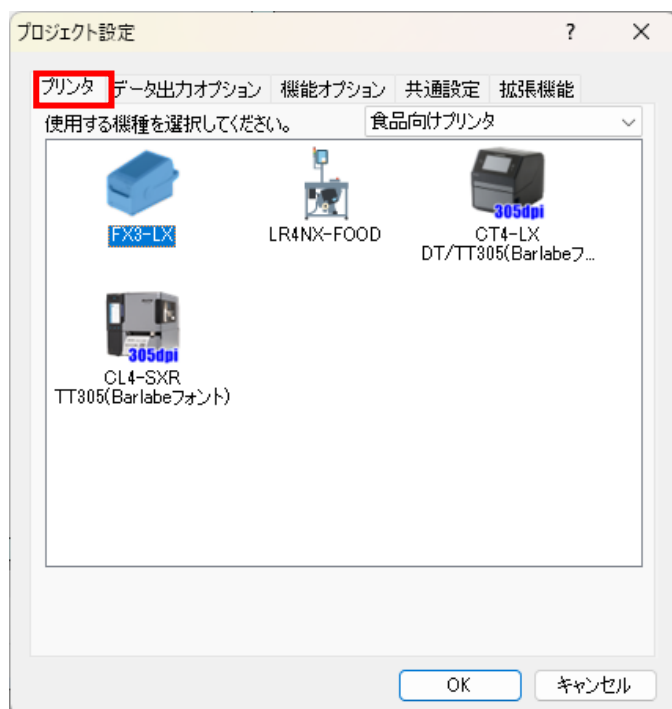 プロジェクト設定
?
×
プリンタ データ出力オプション 機能オプション 共通設定 拡張機能
使用する機種を選択してください。 食品向けプリンタ
305dpi
FX3-LX LR4NX-FOOD CT4-LX
DT/TT305(Barlabeフ...
305dpi
CL4-SXR
TT305(Barlabeフォント)
OK キャンセル